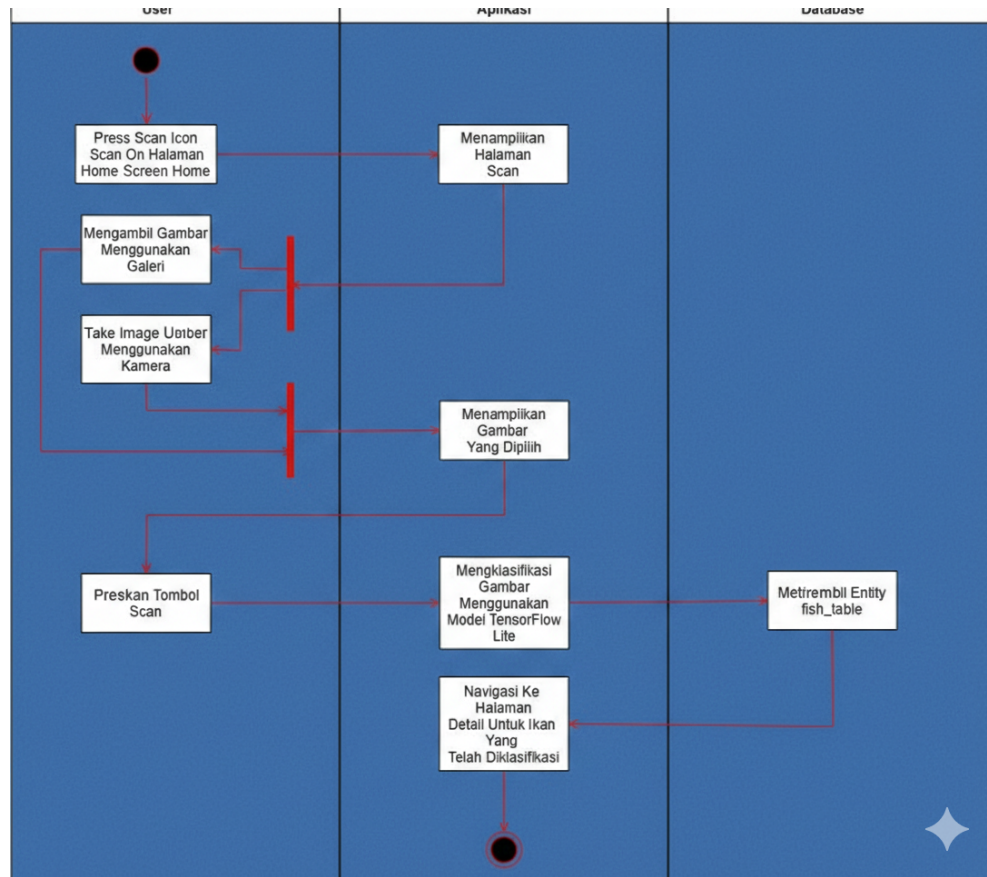 User
Aplikasi
Database
Press Scan Icon
Scan On Halaman
Home Screen Home
Menampilkan
Halaman
Scan
Mengambil Gambar
Menggunakan
Galeri
Take Image
Menggunakan
Kamera
Menampilkan
Gambar
Yang Dipilih
Preskan Tombol
Scan
Mengklasifikasi
Gambar
Menggunakan
Model TensorFlow
Lite
Entity
fish_table
Navigasi Ke
Halaman
Detail Untuk Ikan
Yang
Telah Diklasifikasi